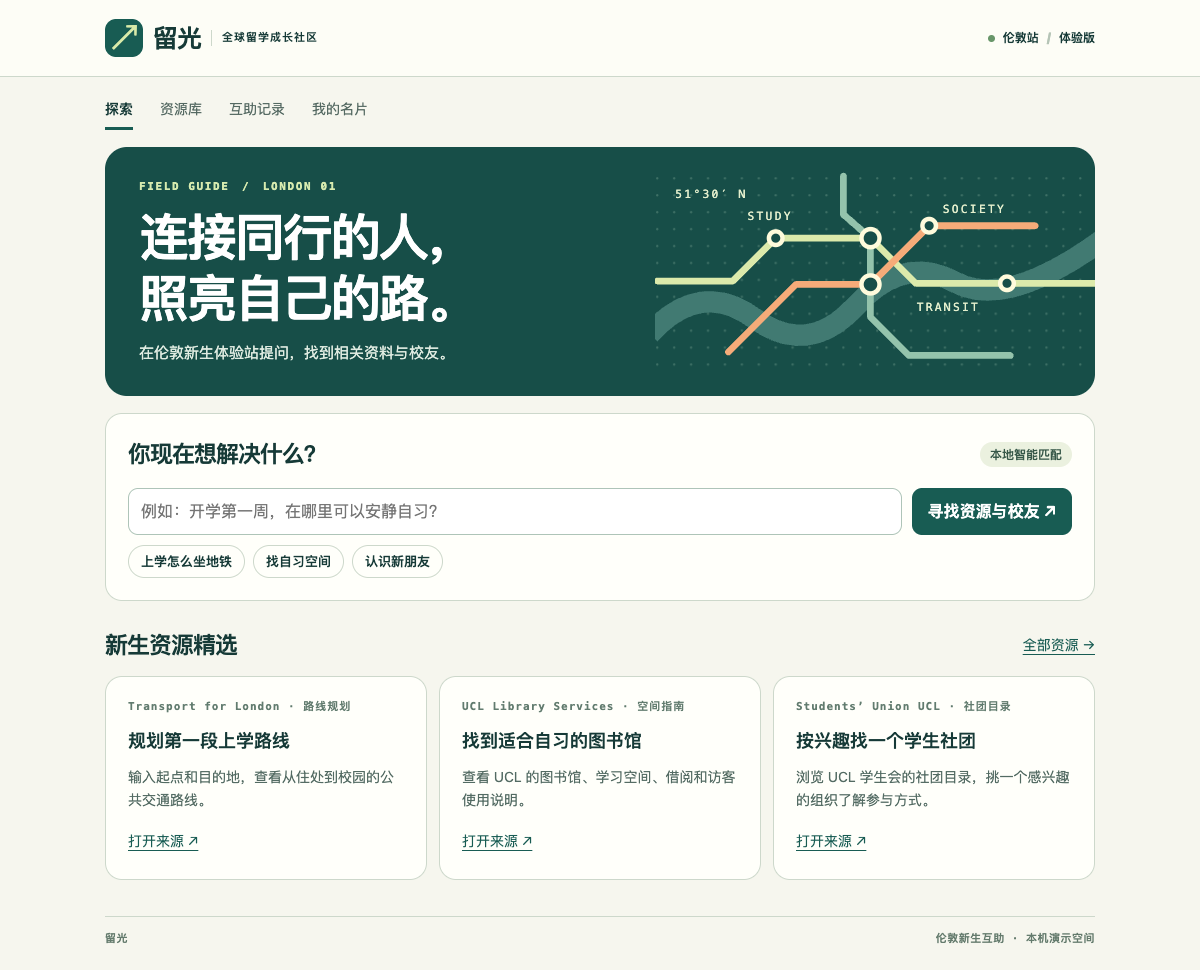 留光
全球留学成长社区
伦敦站 / 体验版
探索 资源库 互助记录 我的名片
FIELD GUIDE / LONDON 01
连接同行的人，
照亮自己的路。
在伦敦新生体验站提问，找到相关资料与校友。
51°30′ N
STUDY
SOCIETY
TRANSIT
你现在想解决什么？
本地智能匹配
例如：开学第一周，在哪里可以安静自习？
寻找资源与校友 ↗
上学怎么坐地铁 找自习空间 认识新朋友
新生资源精选
全部资源 →
Transport for London · 路线规划
规划第一段上学路线
输入起点和目的地，查看从住处到校园的公
共交通路线。
打开来源 ↗
UCL Library Services · 空间指南
找到适合自习的图书馆
查看 UCL 的图书馆、学习空间、借阅和访客
使用说明。
打开来源 ↗
Students’ Union UCL · 社团目录
按兴趣找一个学生社团
浏览 UCL 学生会的社团目录，挑一个感兴趣
的组织了解参与方式。
打开来源 ↗
留光
伦敦新生互助 · 本机演示空间